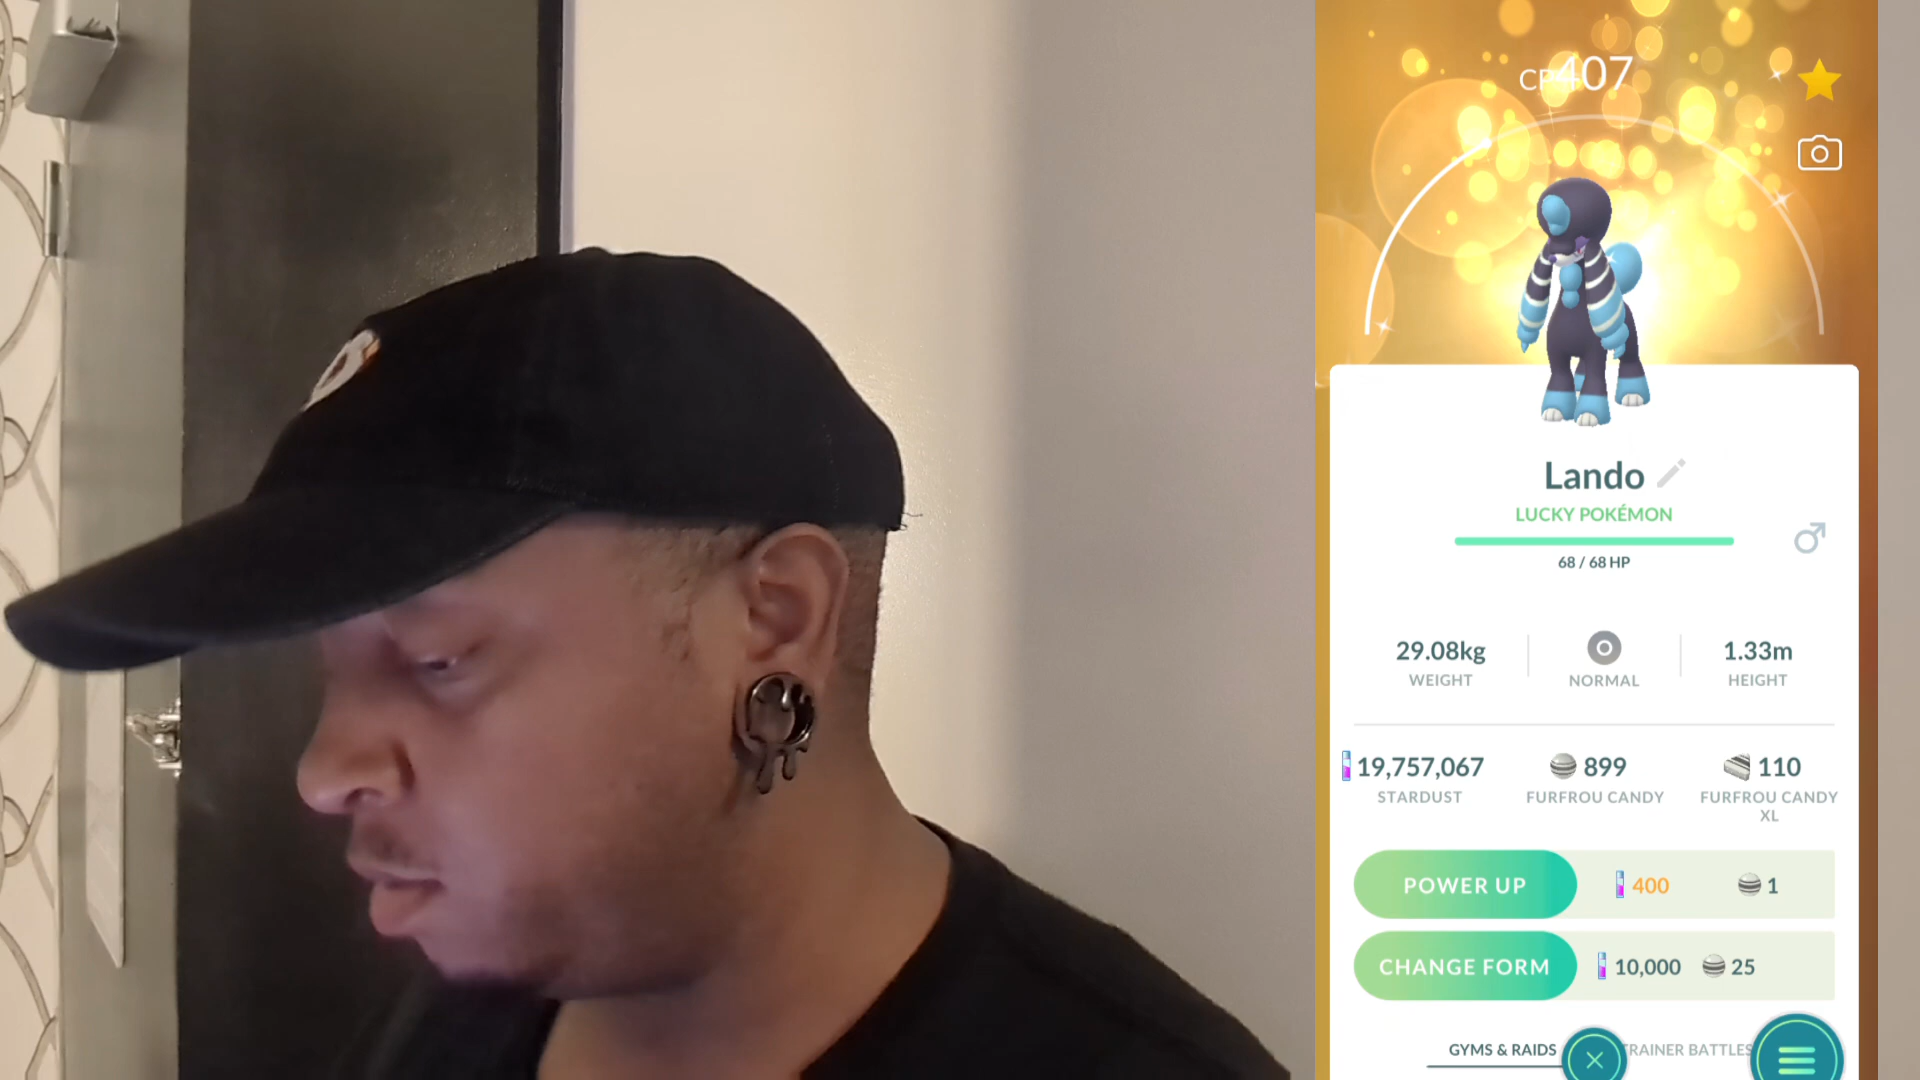 CP407
Lando
LUCKY POKÉMON
68 / 68 HP
29.08kg
WEIGHT
NORMAL
1.33m
HEIGHT
19,757,067
STARDUST
899
FURFROU CANDY
110
FURFROU CANDY
XL
POWER UP 400 1
CHANGE FORM 10,000 25
GYMS & RAIDS TRAINER BATTLES